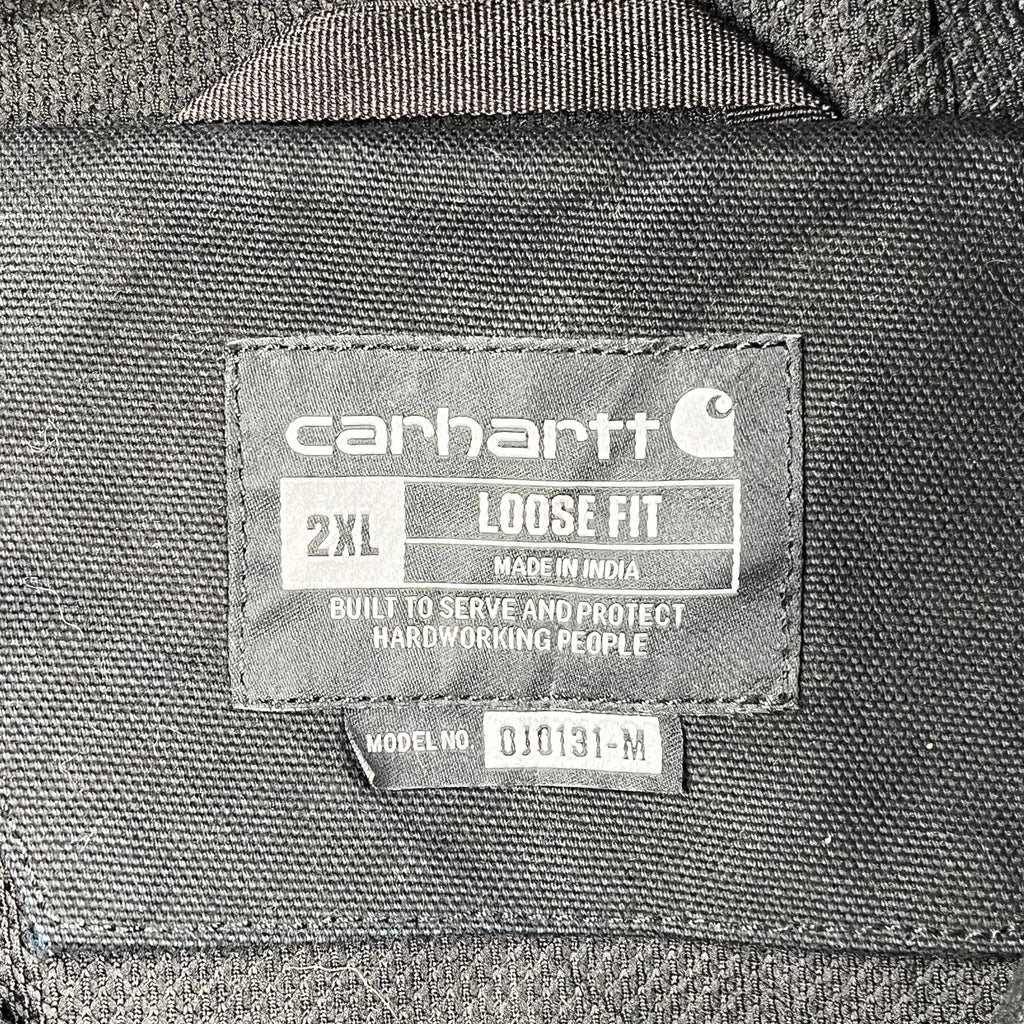 carhartt
2XL
LOOSE FIT
MADE IN INDIA
BUILT TO SERVE AND PROTECT
HARDWORKING PEOPLE
MODEL NO. OJ0131-M